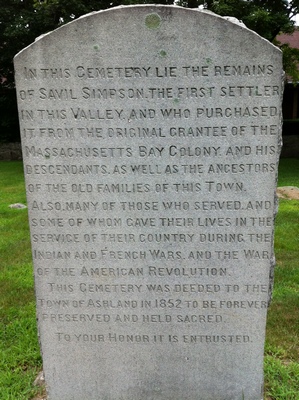 IN THIS CEMETERY LIE THE REMAINS
OF SAVIL SIMPSON, THE FIRST SETTLER
IN THIS VALLEY, AND WHO PURCHASED
IT FROM THE ORIGINAL GRANTEE OF THE
MASSACHUSETTS BAY COLONY, AND HIS
DESCENDANTS, AS WELL AS THE ANCESTORS
OF THE OLD FAMILIES OF THIS TOWN.
ALSO, MANY OF THOSE WHO SERVED, AND
SOME OF WHOM GAVE THEIR LIVES IN THE
SERVICE OF THEIR COUNTRY DURING THE
INDIAN AND FRENCH WARS, AND THE WAR
OF THE AMERICAN REVOLUTION.
THIS CEMETERY WAS DEEDED TO THE
TOWN OF ASHLAND IN 1852 TO BE FOREVER
PRESERVED AND HELD SACRED.
TO YOUR HONOR IT IS ENTRUSTED.